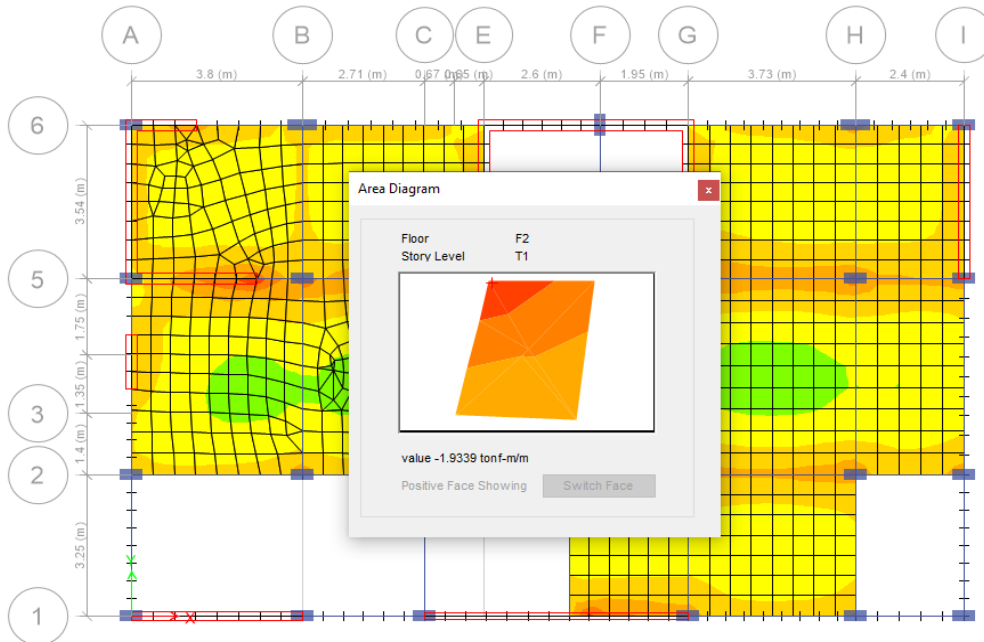 A B C E F G H I
3.8 (m) 2.71 (m) 0.67 0.65 (m) 2.6 (m) 1.95 (m) 3.73 (m) 2.4 (m)
6
3.54 (m)
Area Diagram x
Floor F2
Story Level T1
5
1.75 (m)
1.35 (m)
3
1.4 (m)
value -1.9339 tonf-m/m
2
Positive Face Showing Switch Face
3.25 (m)
Y
1
X